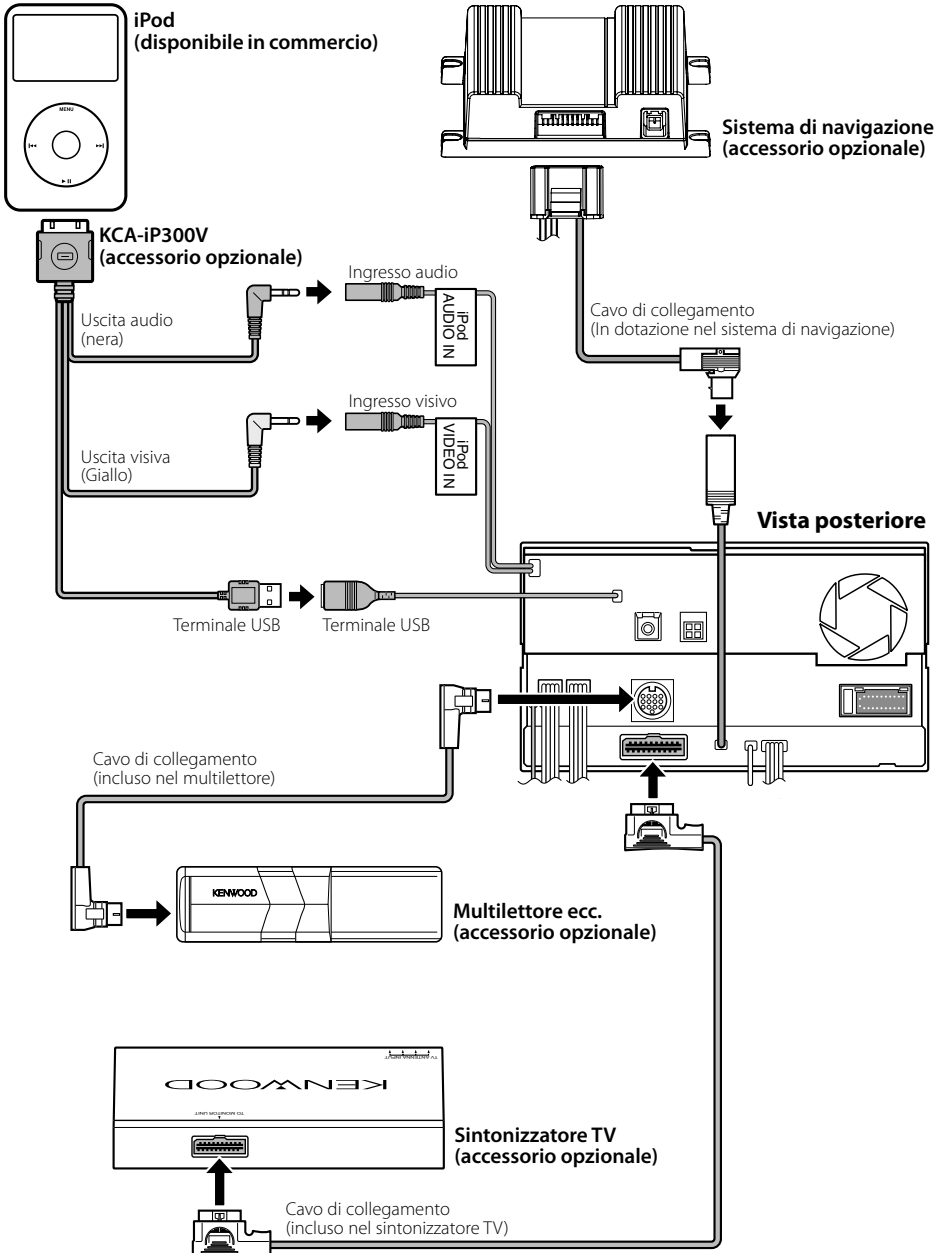 iPod
(disponibile in commercio)
MENU
Sistema di navigazione
(accessorio opzionale)
KCA-iP300V
(accessorio opzionale)
Ingresso audio
iPod
AUDIO IN
Uscita audio
(nera)
Cavo di collegamento
(In dotazione nel sistema di navigazione)
Ingresso visivo
iPod
VIDEO IN
Uscita visiva
(Giallo)
Vista posteriore
Terminale USB
Terminale USB
Cavo di collegamento
(incluso nel multilettore)
KENWOOD
Multilettore ecc.
(accessorio opzionale)
TV ANTENNA INPUT
KENWOOD
TO MONITOR UNIT
Sintonizzatore TV
(accessorio opzionale)
Cavo di collegamento
(incluso nel sintonizzatore TV)